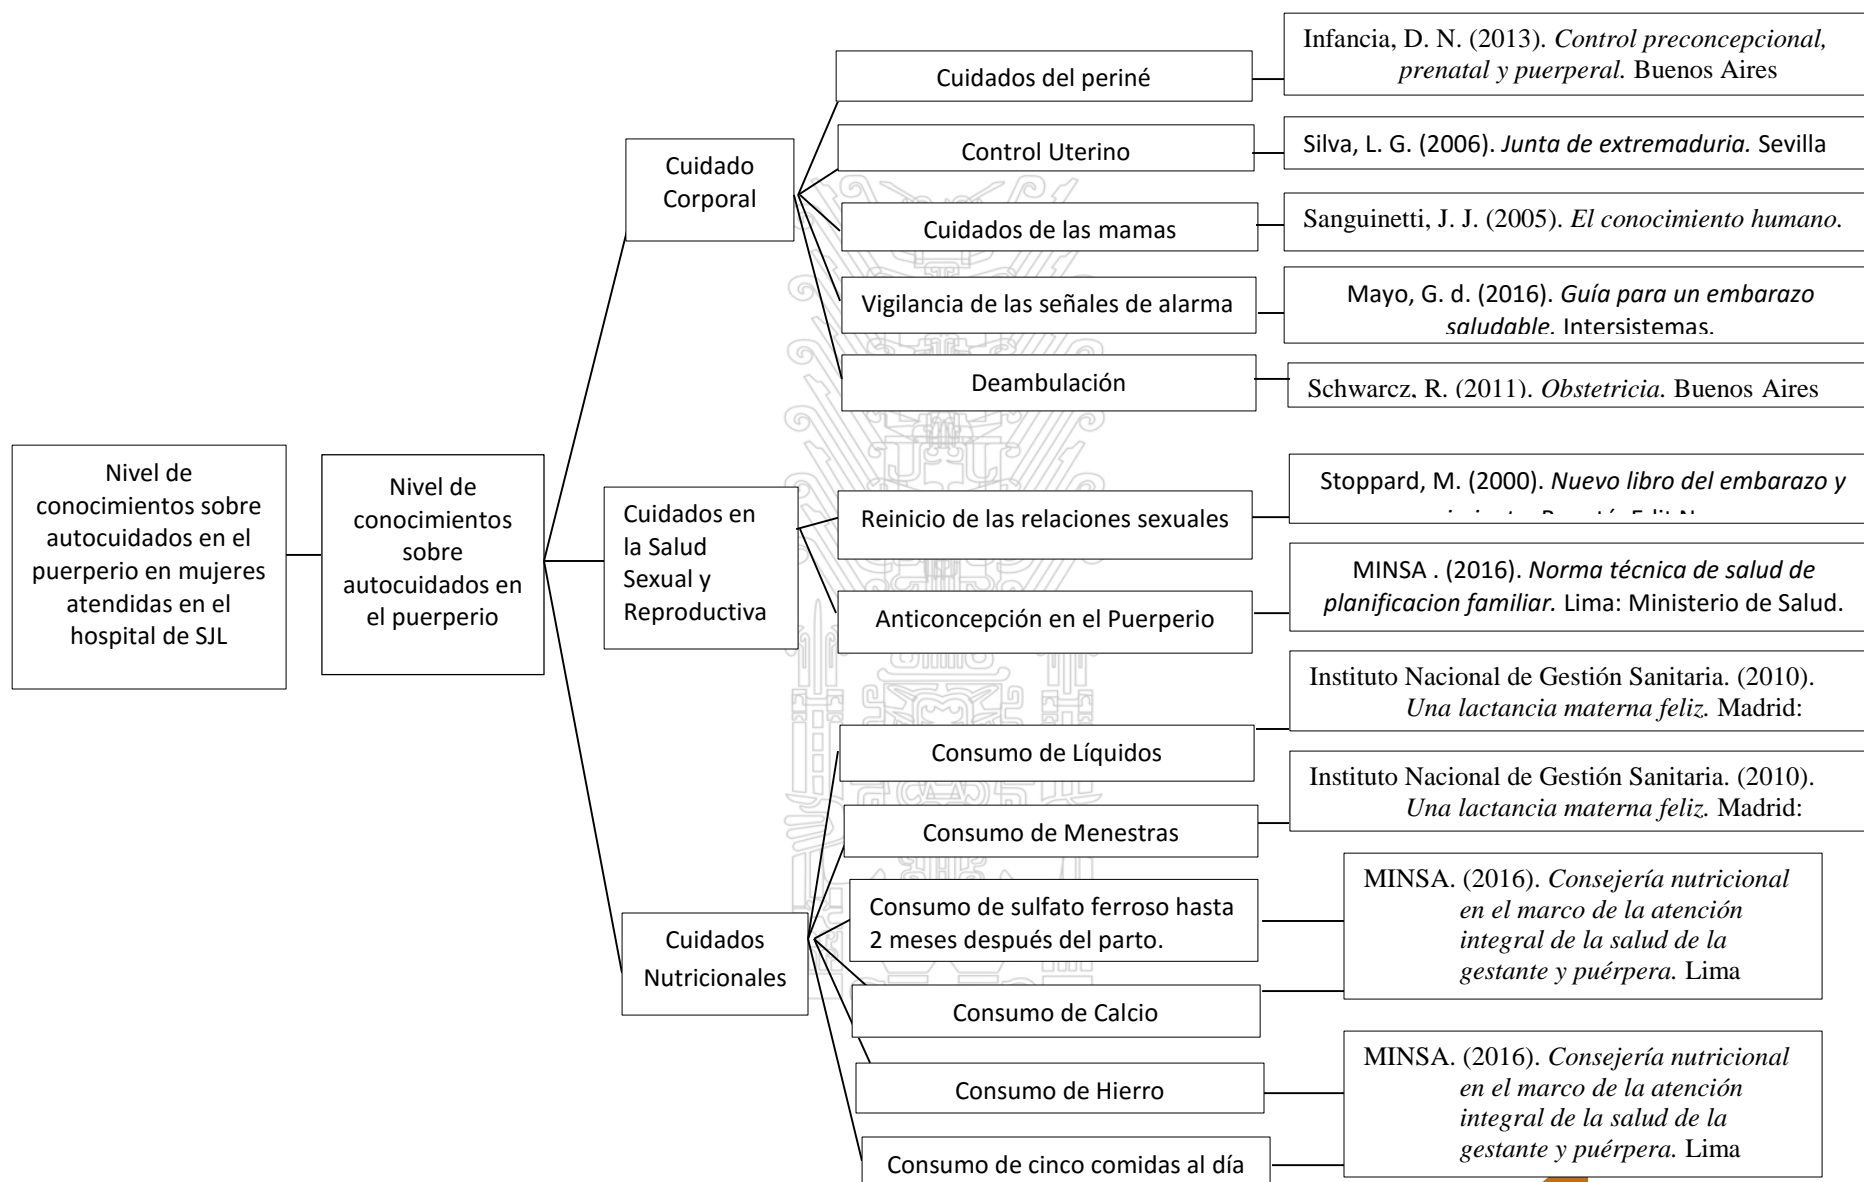 Nivel de
conocimientos sobre
autocuidados en el
puerperio en mujeres
atendidas en el
hospital de SJL
Nivel de
conocimientos
sobre
autocuidados en
el puerperio
Cuidado
Corporal
Cuidados del periné
Infancia, D. N. (2013). Control preconcepcional,
prenatal y puerperal. Buenos Aires
Control Uterino
Silva, L. G. (2006). Junta de extremaduria. Sevilla
Cuidados de las mamas
Sanguinetti, J. J. (2005). El conocimiento humano.
Vigilancia de las señales de alarma
Mayo, G. d. (2016). Guía para un embarazo
saludable. Intersistemas.
Deambulación
Schwarcz, R. (2011). Obstetricia. Buenos Aires
Cuidados en
la Salud
Sexual y
Reproductiva
Reinicio de las relaciones sexuales
Stoppard, M. (2000). Nuevo libro del embarazo y
Anticoncepción en el Puerperio
MINSA . (2016). Norma técnica de salud de
planificacion familiar. Lima: Ministerio de Salud.
Cuidados
Nutricionales
Consumo de Líquidos
Instituto Nacional de Gestión Sanitaria. (2010).
Una lactancia materna feliz. Madrid:
Consumo de Menestras
Instituto Nacional de Gestión Sanitaria. (2010).
Una lactancia materna feliz. Madrid:
Consumo de sulfato ferroso hasta
2 meses después del parto.
Consumo de Calcio
MINSA. (2016). Consejería nutricional
en el marco de la atención
integral de la salud de la
gestante y puérpera. Lima
Consumo de Hierro
Consumo de cinco comidas al día
MINSA. (2016). Consejería nutricional
en el marco de la atención
integral de la salud de la
gestante y puérpera. Lima